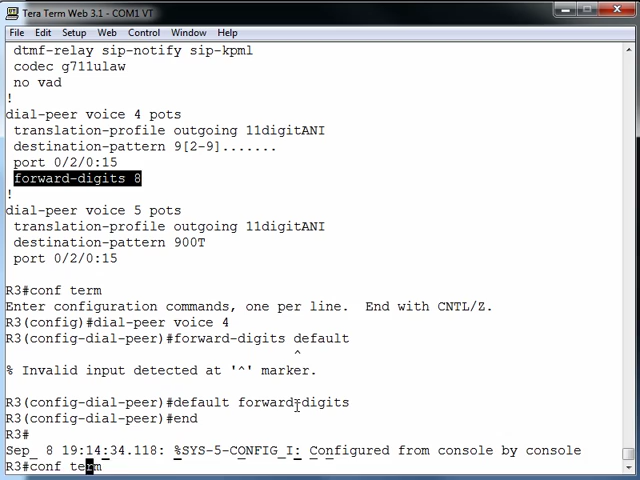 Tera Term Web 3.1 - COM1 VT
File Edit Setup Web Control Window Help
dtmf-relay sip-notify sip-kpml
codec g711ulaw
no vad
!
dial-peer voice 4 pots
translation-profile outgoing 11digitANI
destination-pattern 9[2-9].......
port 0/2/0:15
forward-digits 8
!
dial-peer voice 5 pots
translation-profile outgoing 11digitANI
destination-pattern 900T
port 0/2/0:15
R3#conf term
Enter configuration commands, one per line.  End with CNTL/Z.
R3(config)#dial-peer voice 4
R3(config-dial-peer)#forward-digits default
^
% Invalid input detected at '^' marker.
R3(config-dial-peer)#default forward-digits
R3(config-dial-peer)#end
R3#
Sep  8 19:14:34.118: %SYS-5-CONFIG_I: Configured from console by console
R3#conf term